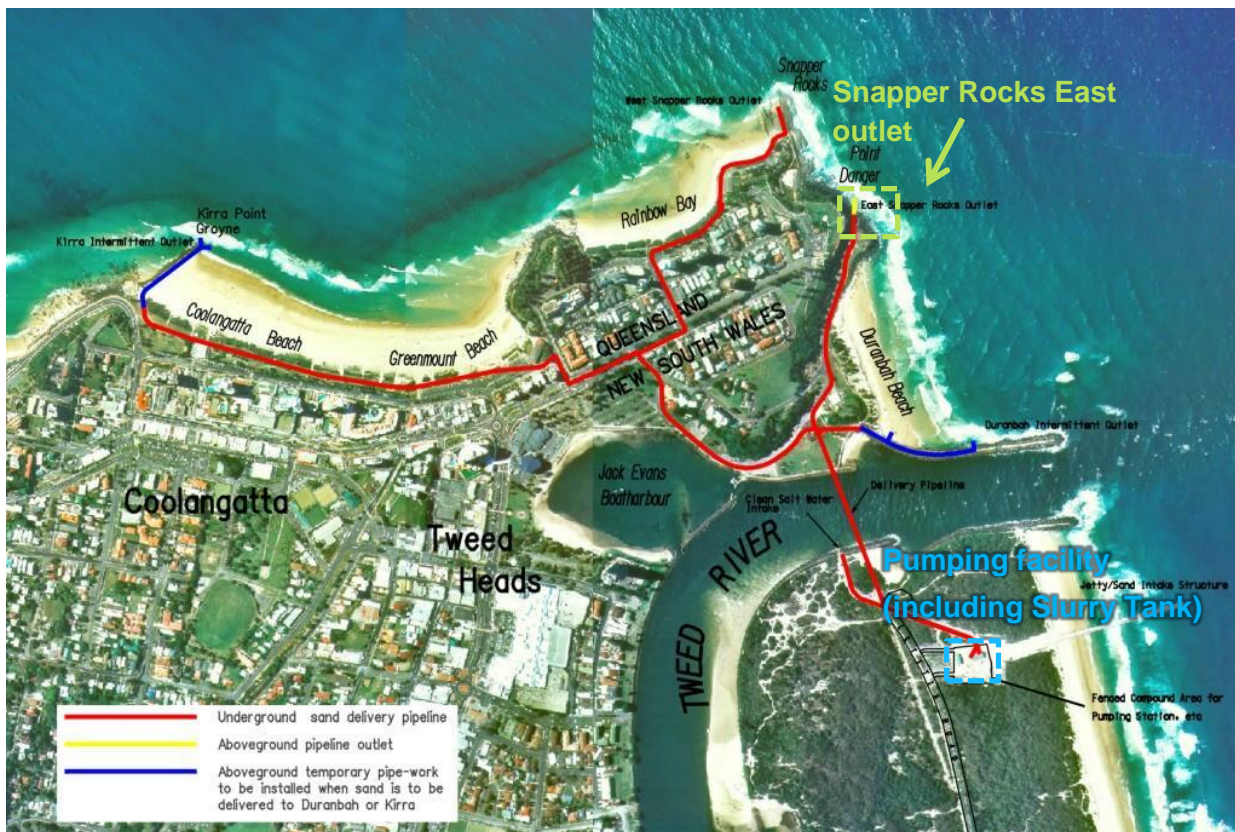 Snapper
Rocks
West Snapper Rocks Outlet
Snapper Rocks East
outlet
Point
Danger
East Snapper Rocks Outlet
Rainbow Bay
Kirra Point
Groyne
Kirra Intermittent Outlet
Coolangatta
Beach
Greenmount Beach
QUEENSLAND
NEW SOUTH WALES
Duranbah Beach
Duranbah Intermittent Outlet
Jack Evans
Boatharbour
Delivery Pipeline
Clean Salt Water
Intake
Coolangatta
Tweed
Heads
TWEED RIVER
Pumping facility
(including Slurry Tank)
Jetty/Sand Intake Structure
Fenced Compound Area for
Pumping Station, etc
Underground sand delivery pipeline
Aboveground pipeline outlet
Aboveground temporary pipe-work
to be installed when sand is to be
delivered to Duranbah or Kirra